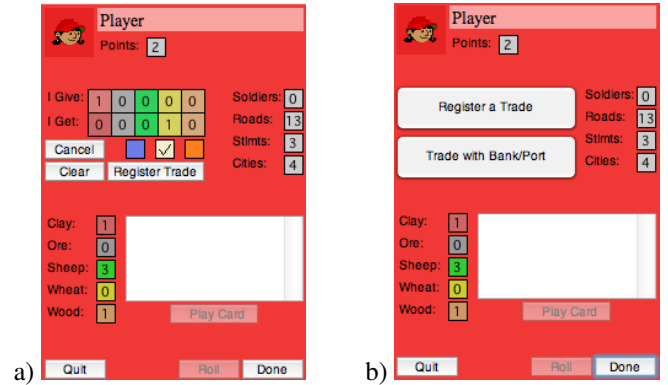 Player
Points: 2
I Give: 1 0 0 0 0
I Get: 0 0 0 1 0
Cancel
Clear Register Trade
Soldiers: 0
Roads: 13
Stlmts: 3
Cities: 4
Clay: 1
Ore: 0
Sheep: 3
Wheat: 0
Wood: 1
Play Card
a) Quit Roll Done
Player
Points: 2
Register a Trade
Trade with Bank/Port
Soldiers: 0
Roads: 13
Stlmts: 3
Cities: 4
Clay: 1
Ore: 0
Sheep: 3
Wheat: 0
Wood: 1
Play Card
b) Quit Roll Done